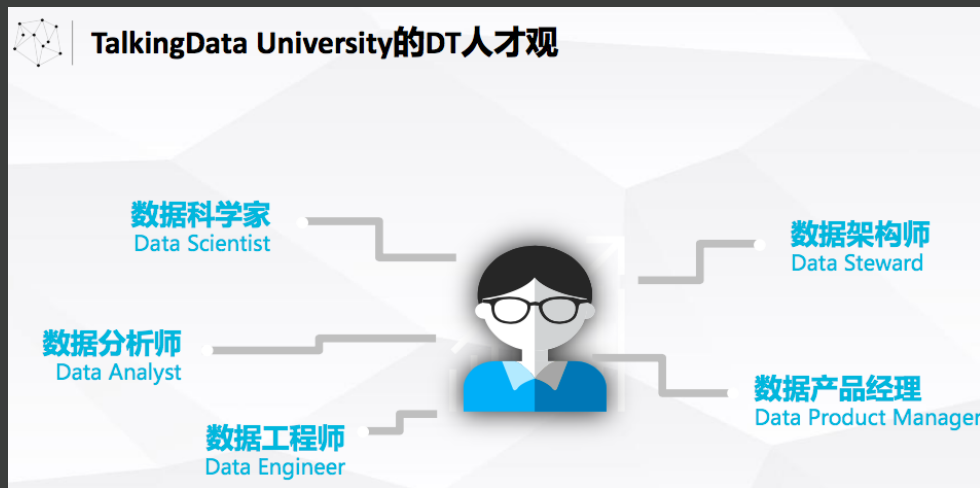 TalkingData University的DT人才观
数据科学家
Data Scientist
数据架构师
Data Steward
数据分析师
Data Analyst
数据产品经理
Data Product Manager
数据工程师
Data Engineer